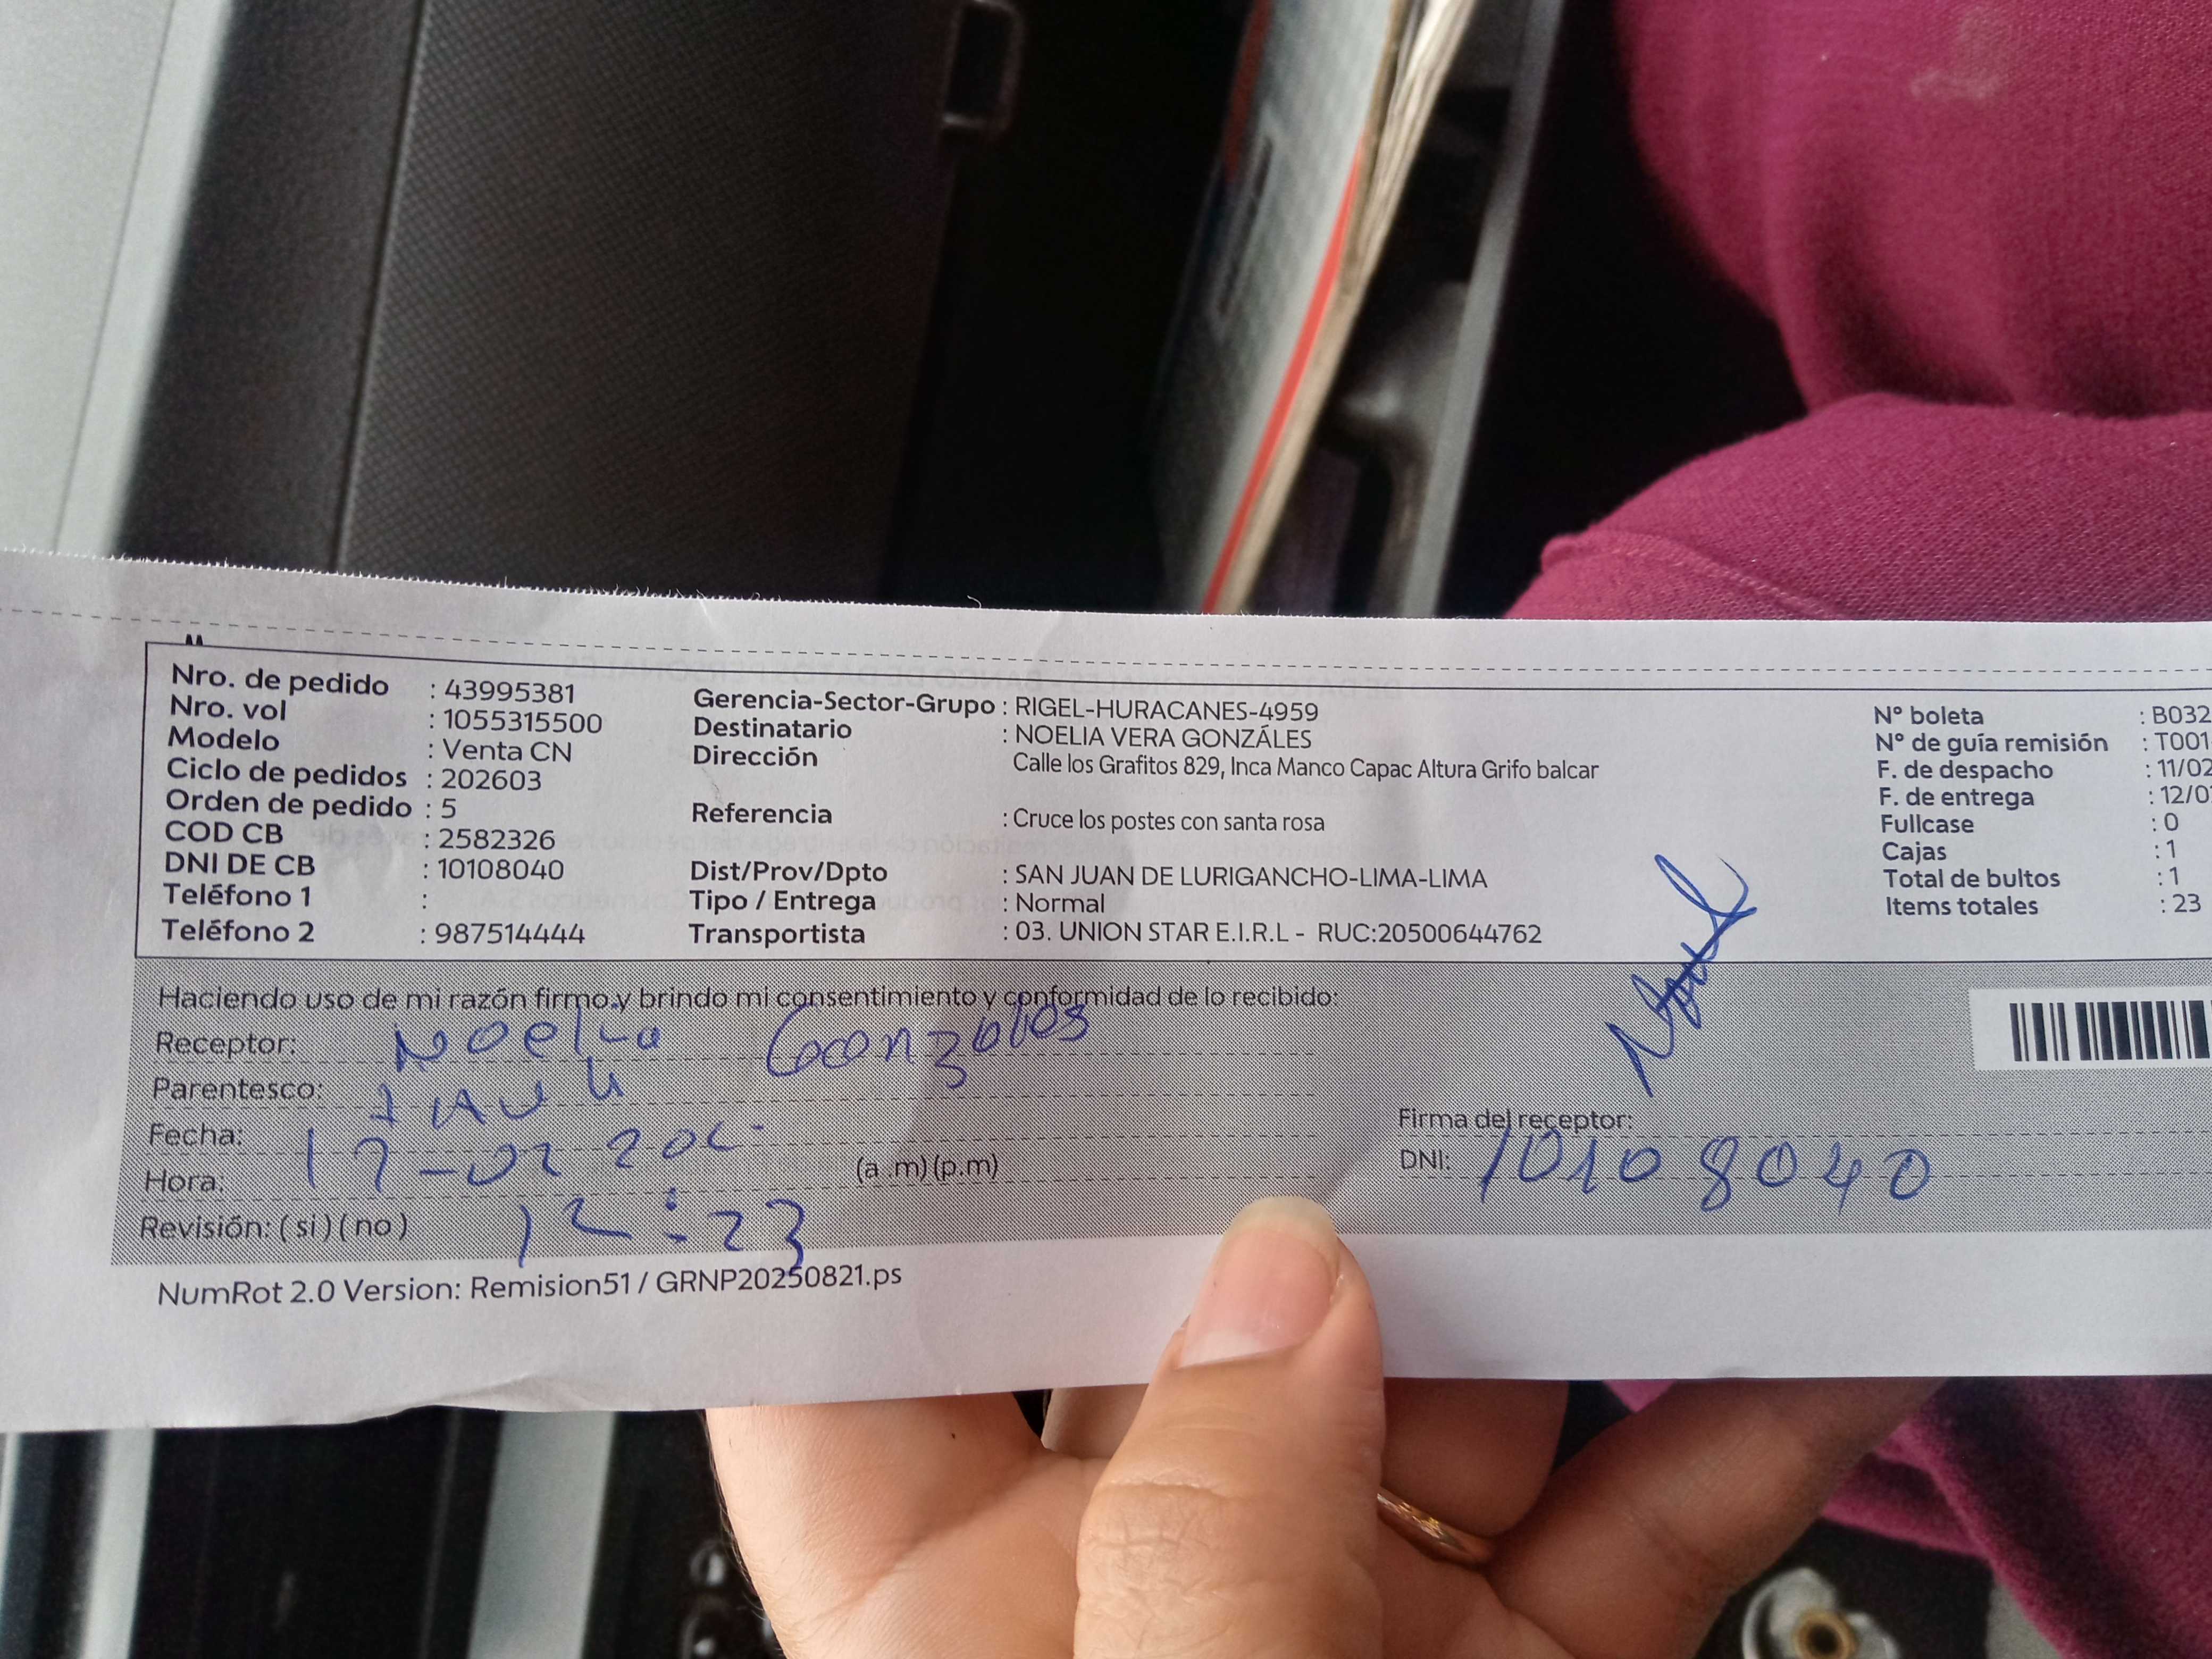 Nro. de pedido : 43995381
Nro. vol : 1055315500
Modelo : Venta CN
Ciclo de pedidos : 202603
Orden de pedido : 5
COD CB : 2582326
DNI DE CB : 10108040
Teléfono 1 :
Teléfono 2 : 987514444
Gerencia-Sector-Grupo : RIGEL-HURACANES-4959
Destinatario : NOELIA VERA GONZÁLES
Dirección Calle los Grafitos 829, Inca Manco Capac Altura Grifo balcar
Referencia : Cruce los postes con santa rosa
Dist/Prov/Dpto : SAN JUAN DE LURIGANCHO-LIMA-LIMA
Tipo / Entrega : Normal
Transportista : 03. UNION STAR E.I.R.L - RUC:20500644762
N° boleta : B032
N° de guía remisión : T001
F. de despacho : 11/02
F. de entrega : 12/0
Fullcase : 0
Cajas : 1
Total de bultos : 1
Items totales : 23
Haciendo uso de mi razón firmo y brindo mi consentimiento y conformidad de lo recibido:
Receptor: Noelia Gonzales
Parentesco:
Fecha:
Hora: (a .m)(p.m)
Revisión: ( si ) ( no ) 12:23
Firma del receptor:
DNI: 10108040
NumRot 2.0 Version: Remision51 / GRNP20250821.ps